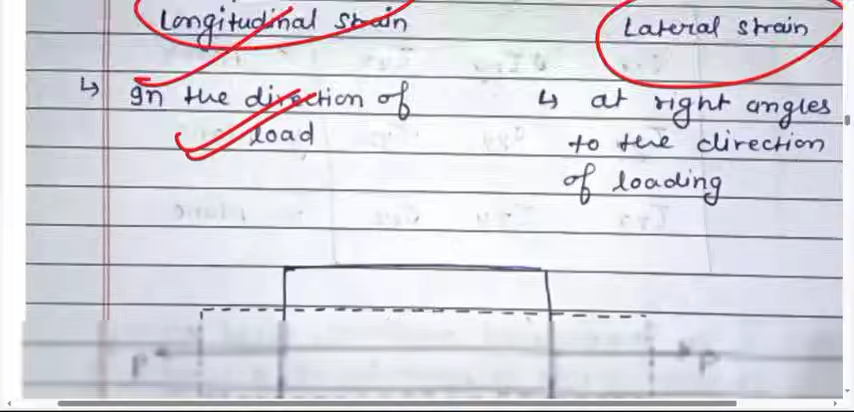 Longitudinal Strain
Lateral strain
↳ In the direction of
load
↳ at right angles
to the direction
of loading
P
P